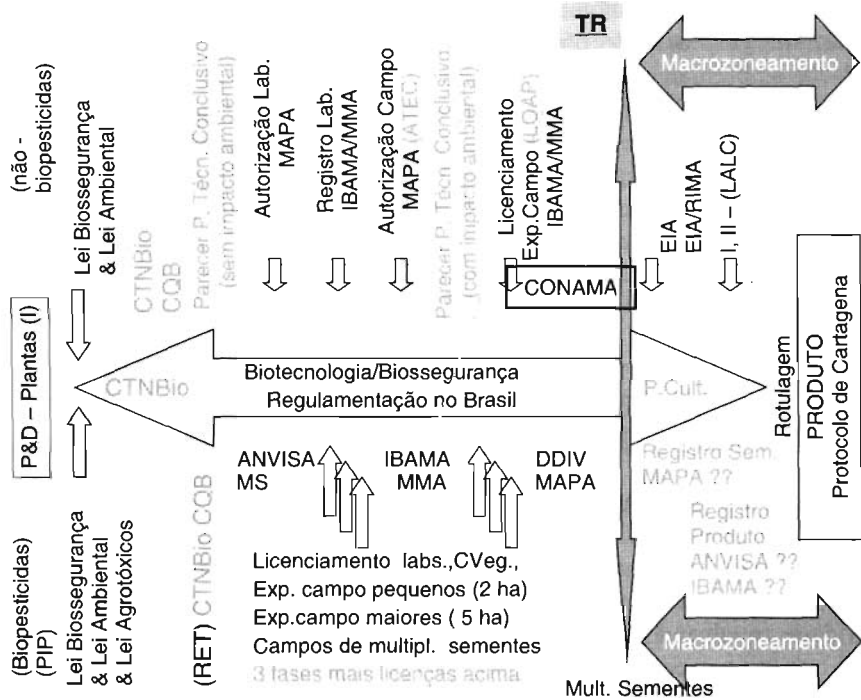 TR
Macrozoneamento
(não -
biopesticidas)
Lei Biossegurança
& Lei Ambiental
CTNBio
CQB
Parecer P. Técn. Conclusivo
(sem impacto ambiental)
Autorização Lab.
MAPA
Registro Lab.
IBAMA/MMA
Autorização Campo
MAPA (ATEC)
Parecer P. Tecn. Conclusivo
(com impacto ambiental)
Licenciamento
Exp.Campo (LOAP)
IBAMA/MMA
EIA
EIA/RIMA
I, II – (LALC)
CONAMA
P&D – Plantas (I)
CTNBio
Biotecnologia/Biossegurança
Regulamentação no Brasil
P.Cult.
Rotulagem
PRODUTO
Protocolo de Cartagena
(Biopesticidas)
(PIP)
Lei Biossegurança
& Lei Ambiental
& Lei Agrotóxicos
(RET) CTNBio CQB
ANVISA
MS
IBAMA
MMA
DDIV
MAPA
Registro Sem.
MAPA ??
Registro
Produto
ANVISA ??
IBAMA ??
Licenciamento labs.,CVeg.,
Exp. campo pequenos (2 ha)
Exp.campo maiores ( 5 ha)
Campos de multipl. sementes
3 fases mais licenças acima
Macrozoneamento
Mult. Sementes